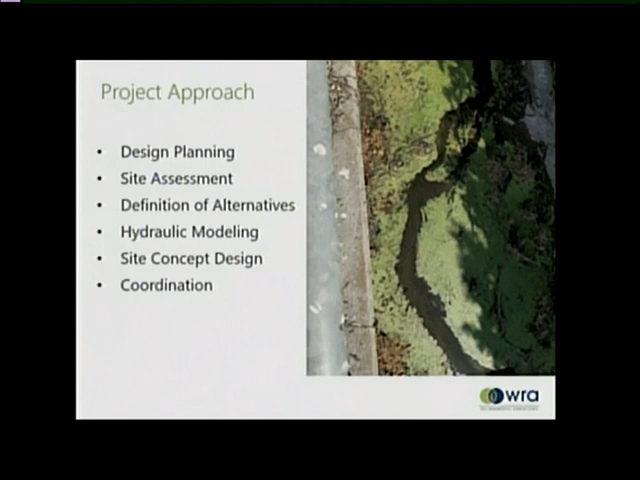 Project Approach
• Design Planning
• Site Assessment
• Definition of Alternatives
• Hydraulic Modeling
• Site Concept Design
• Coordination
wra